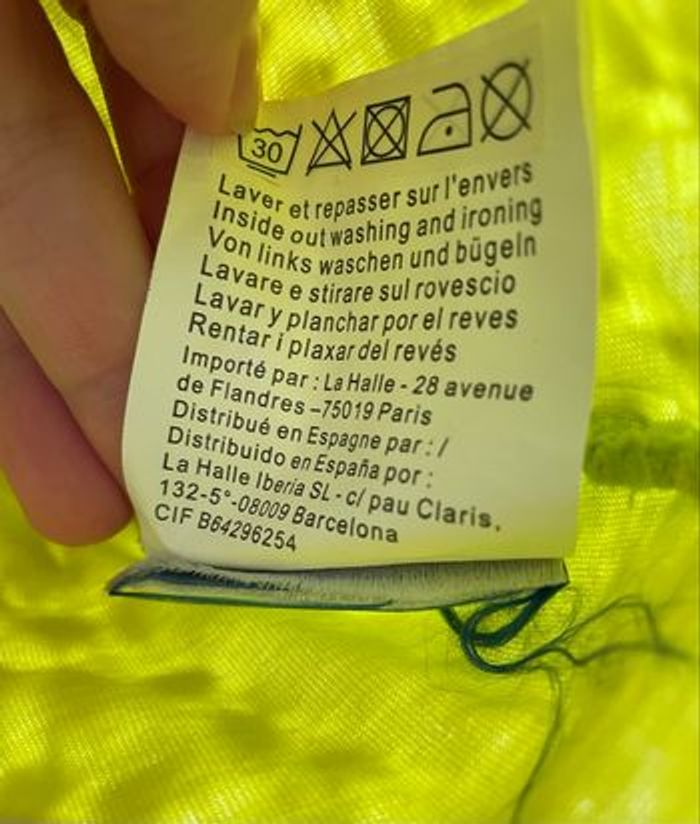 30
Laver et repasser sur l'envers
Inside out washing and ironing
Von links waschen und bügeln
Lavare e stirare sul rovescio
Lavar y planchar por el reves
Rentar i plaxar del revés
Importé par : La Halle - 28 avenue
de Flandres –75019 Paris
Distribué en Espagne par : /
Distribuido en España por :
La Halle Iberia SL - c/ pau Claris,
132-5°-08009 Barcelona
CIF B64296254